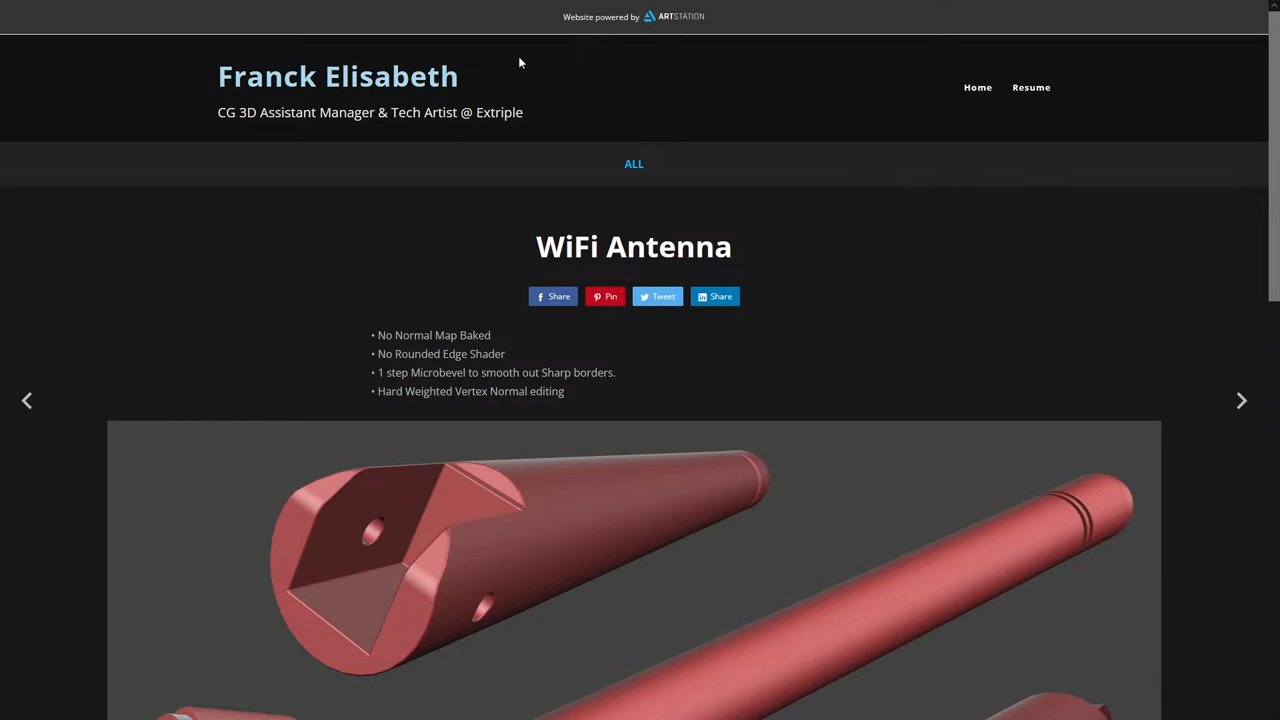 Website powered by ARTSTATION
Franck Elisabeth
CG 3D Assistant Manager & Tech Artist @ Extriple
Home Resume
ALL
WiFi Antenna
Share Pin Tweet Share
• No Normal Map Baked
• No Rounded Edge Shader
• 1 step Microbevel to smooth out Sharp borders.
• Hard Weighted Vertex Normal editing